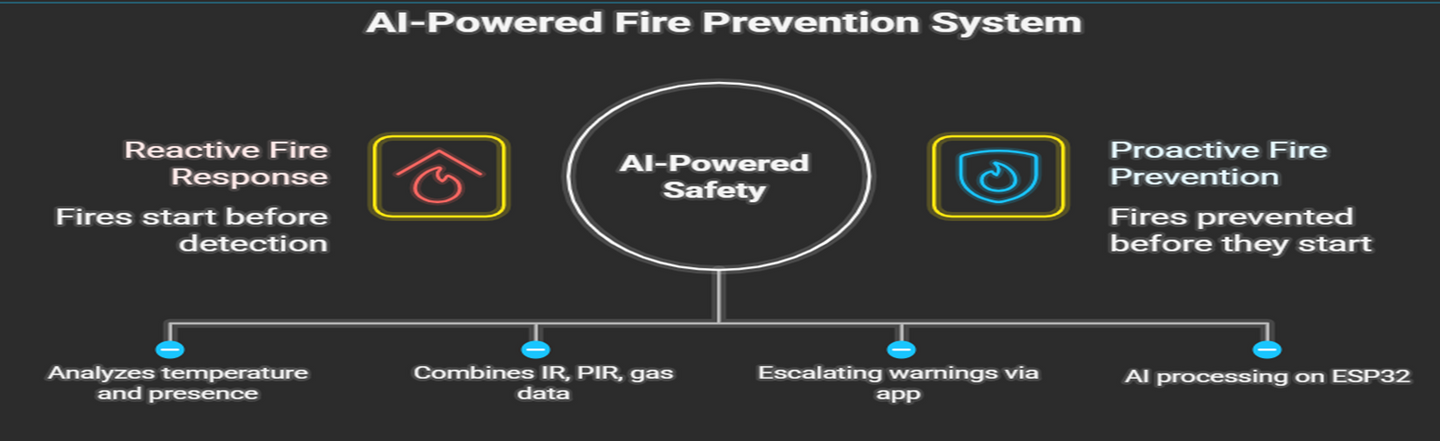 AI-Powered Fire Prevention System
Reactive Fire
Response
Fires start before
detection
AI-Powered
Safety
Proactive Fire
Prevention
Fires prevented
before they start
Analyzes temperature
and presence
Combines IR, PIR, gas
data
Escalating warnings via
app
AI processing on ESP32